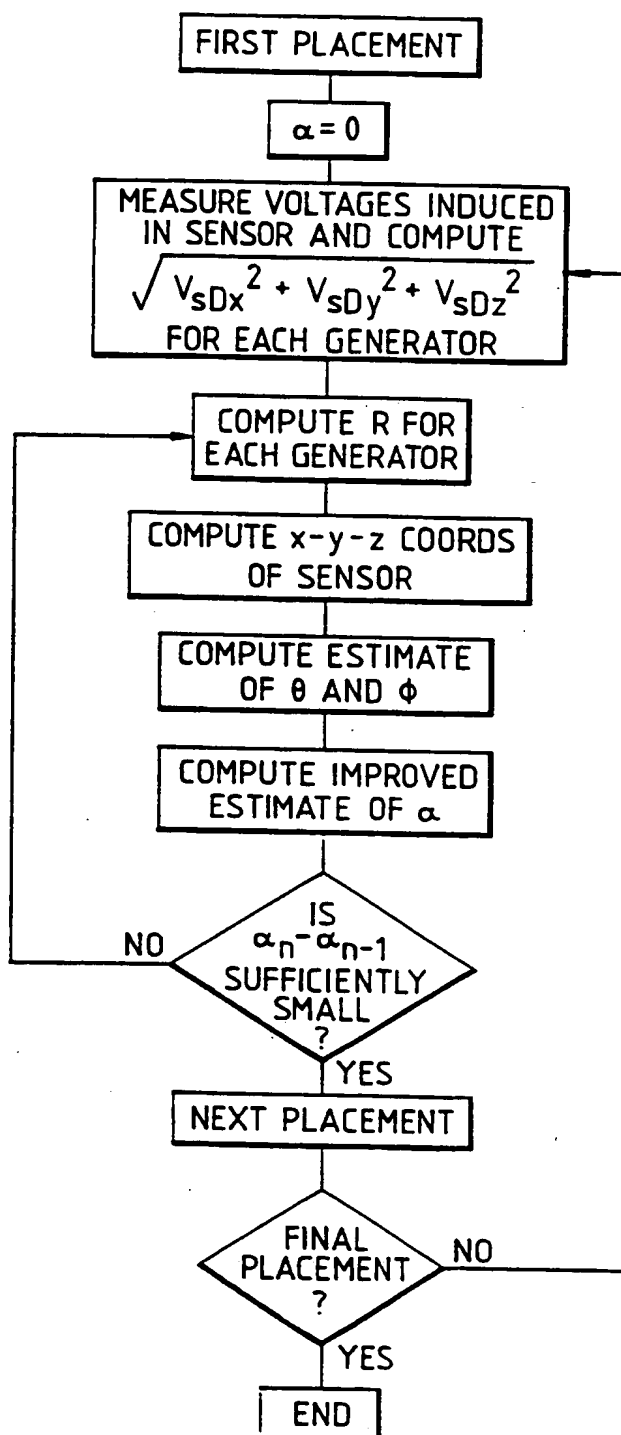 FIRST PLACEMENT
α = 0
MEASURE VOLTAGES INDUCED
IN SENSOR AND COMPUTE
√ VsDx² + VsDy² + VsDz²
FOR EACH GENERATOR
COMPUTE R FOR
EACH GENERATOR
COMPUTE x-y-z COORDS
OF SENSOR
COMPUTE ESTIMATE
OF θ AND ϕ
COMPUTE IMPROVED
ESTIMATE OF α
IS
NO
αn-αn-1
SUFFICIENTLY
SMALL
?
YES
NEXT PLACEMENT
FINAL
NO
PLACEMENT
?
YES
END